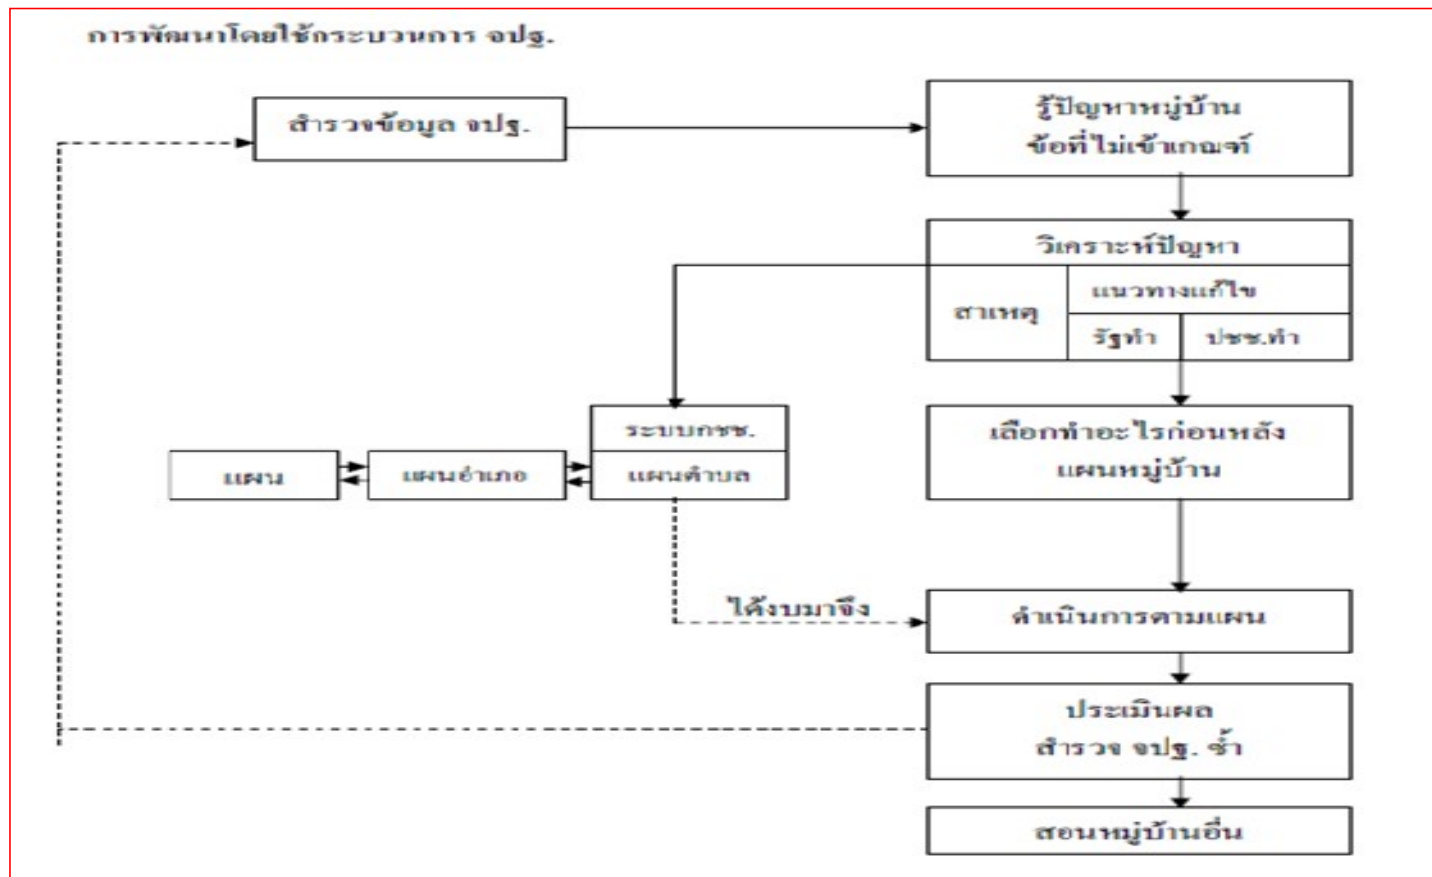 การพัฒนาโดยใช้กระบวนการ จปฐ.
สำรวจข้อมูล จปฐ.
รู้ปัญหาหมู่บ้าน
ข้อที่ไม่เข้าเกณฑ์
วิเคราะห์ปัญหา
สาเหตุ
แนวทางแก้ไข
รัฐทำ
ปชช.ทำ
ระบบกชช.
แผนตำบล
แผนอำเภอ
แผน
เลือกทำอะไรก่อนหลัง
แผนหมู่บ้าน
ได้งบมาจึง
ดำเนินการตามแผน
ประเมินผล
สำรวจ จปฐ. ซ้ำ
สอนหมู่บ้านอื่น